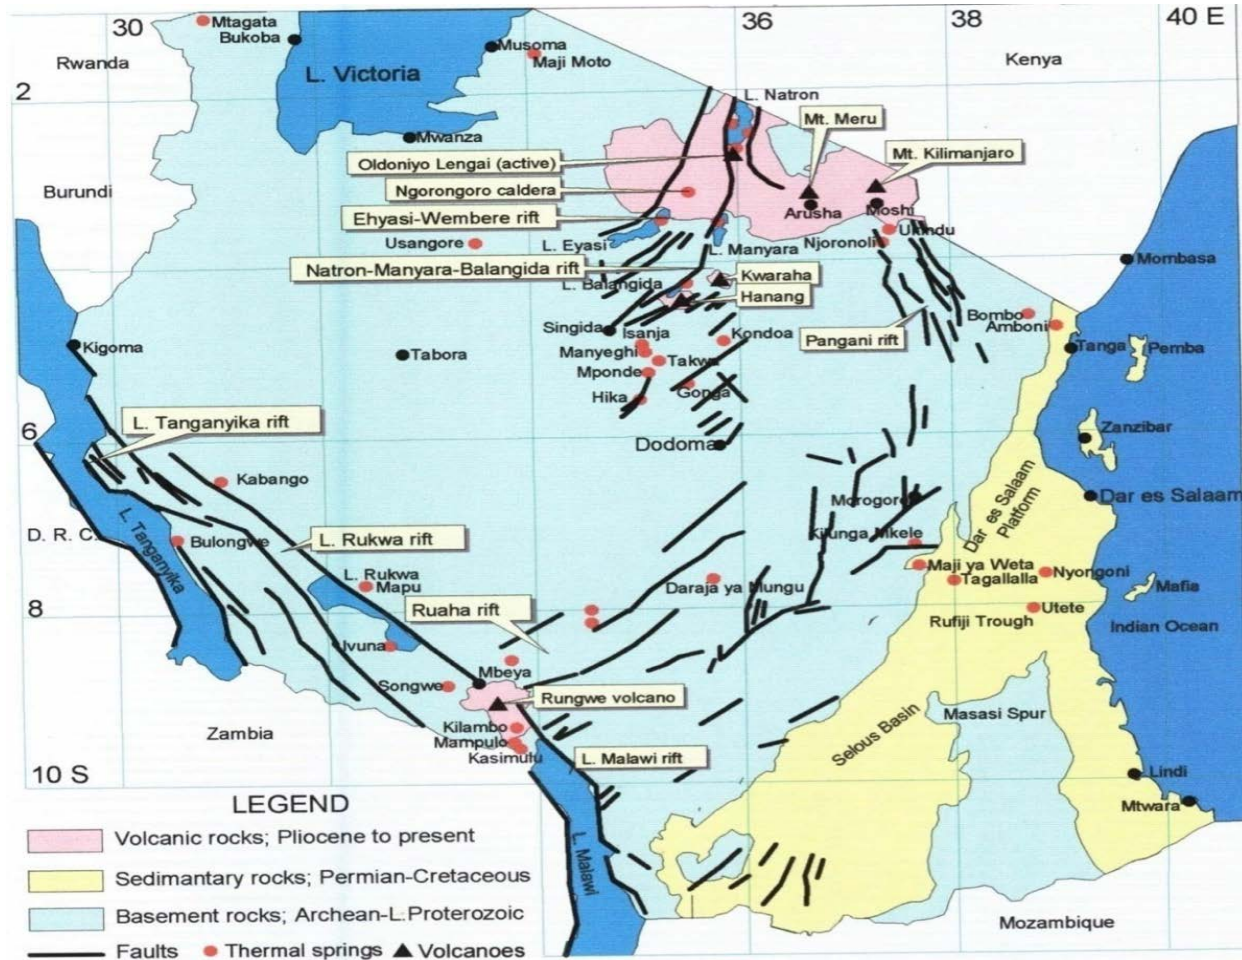 30
36
38
40 E
Mtagata
Bukoba
Musoma
Maji Moto
Rwanda
Kenya
L. Victoria
2
L. Natron
Mt. Meru
Mwanza
Mt. Kilimanjaro
Oldoniyo Lengai (active)
Burundi
Ngorongoro caldera
Ehyasi-Wembere rift
Arusha
Moshi
Usangore
L. Eyasi
L. Manyara
Njoronoli
Natron-Manyara-Balangida rift
Kwaraha
Mombasa
L. Balangida
Hanang
Singida
Isanja
Kondoa
Bombo
Amboni
Pangani rift
Kigoma
Tabora
Manyeghi
Takwa
Tanga
Pemba
Mponde
Hika
Gonga
L. Tanganyika rift
6
Dodoma
Zanzibar
Kabango
Dar es Salaam
Platform
Morogoro
Dar es Salaam
D. R. C.
L. Tanganyika
Bulongwe
L. Rukwa rift
Kilunga Mkele
Maji ya Weta
L. Rukwa
Mapu
Daraja ya Mungu
Tagallalla
Nyongoni
Mafia
8
Ruaha rift
Utete
Rufiji Trough
Indian Ocean
Ivuna
Mbeya
Songwe
Rungwe volcano
Zambia
Kilambo
Mampulo
Kasimulu
L. Malawi rift
Selous Basin
Masasi Spur
10 S
Lindi
Mtwara
L. Malawi
Mozambique
LEGEND
Volcanic rocks; Pliocene to present
Sedimantary rocks; Permian-Cretaceous
Basement rocks; Archean-L.Proterozoic
Faults
Thermal springs
Volcanoes